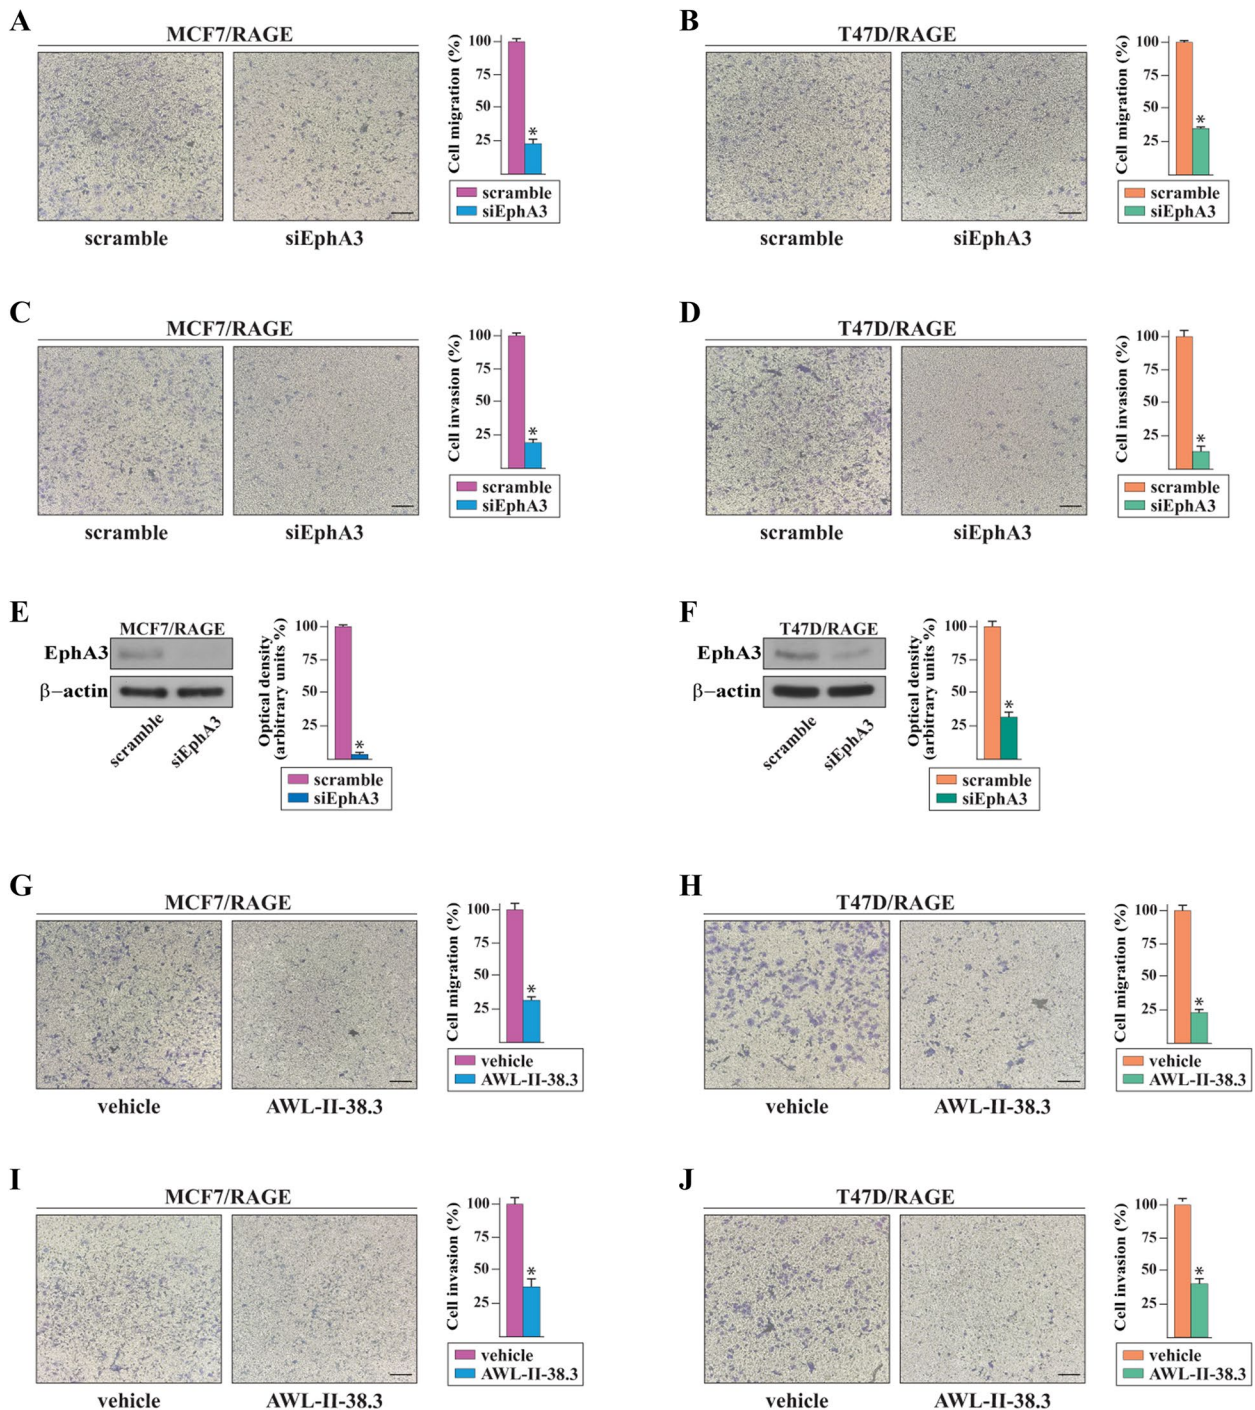 A
MCF7/RAGE
Cell migration (%)
100
75
50
25
*
scramble
siEphA3
scramble
siEphA3
B
T47D/RAGE
Cell migration (%)
100
75
50
25
*
scramble
siEphA3
scramble
siEphA3
C
MCF7/RAGE
Cell invasion (%)
100
75
50
25
*
scramble
siEphA3
scramble
siEphA3
D
T47D/RAGE
Cell invasion (%)
100
75
50
25
*
scramble
siEphA3
scramble
siEphA3
E
MCF7/RAGE
EphA3
β–actin
scramble
siEphA3
Optical density
(arbitrary units %)
100
75
50
25
*
scramble
siEphA3
F
T47D/RAGE
EphA3
β–actin
scramble
siEphA3
Optical density
(arbitrary units %)
100
75
50
25
*
scramble
siEphA3
G
MCF7/RAGE
Cell migration (%)
100
75
50
25
*
vehicle
AWL-II-38.3
vehicle
AWL-II-38.3
H
T47D/RAGE
Cell migration (%)
100
75
50
25
*
vehicle
AWL-II-38.3
vehicle
AWL-II-38.3
I
MCF7/RAGE
Cell invasion (%)
100
75
50
25
*
vehicle
AWL-II-38.3
vehicle
AWL-II-38.3
J
T47D/RAGE
Cell invasion (%)
100
75
50
25
*
vehicle
AWL-II-38.3
vehicle
AWL-II-38.3